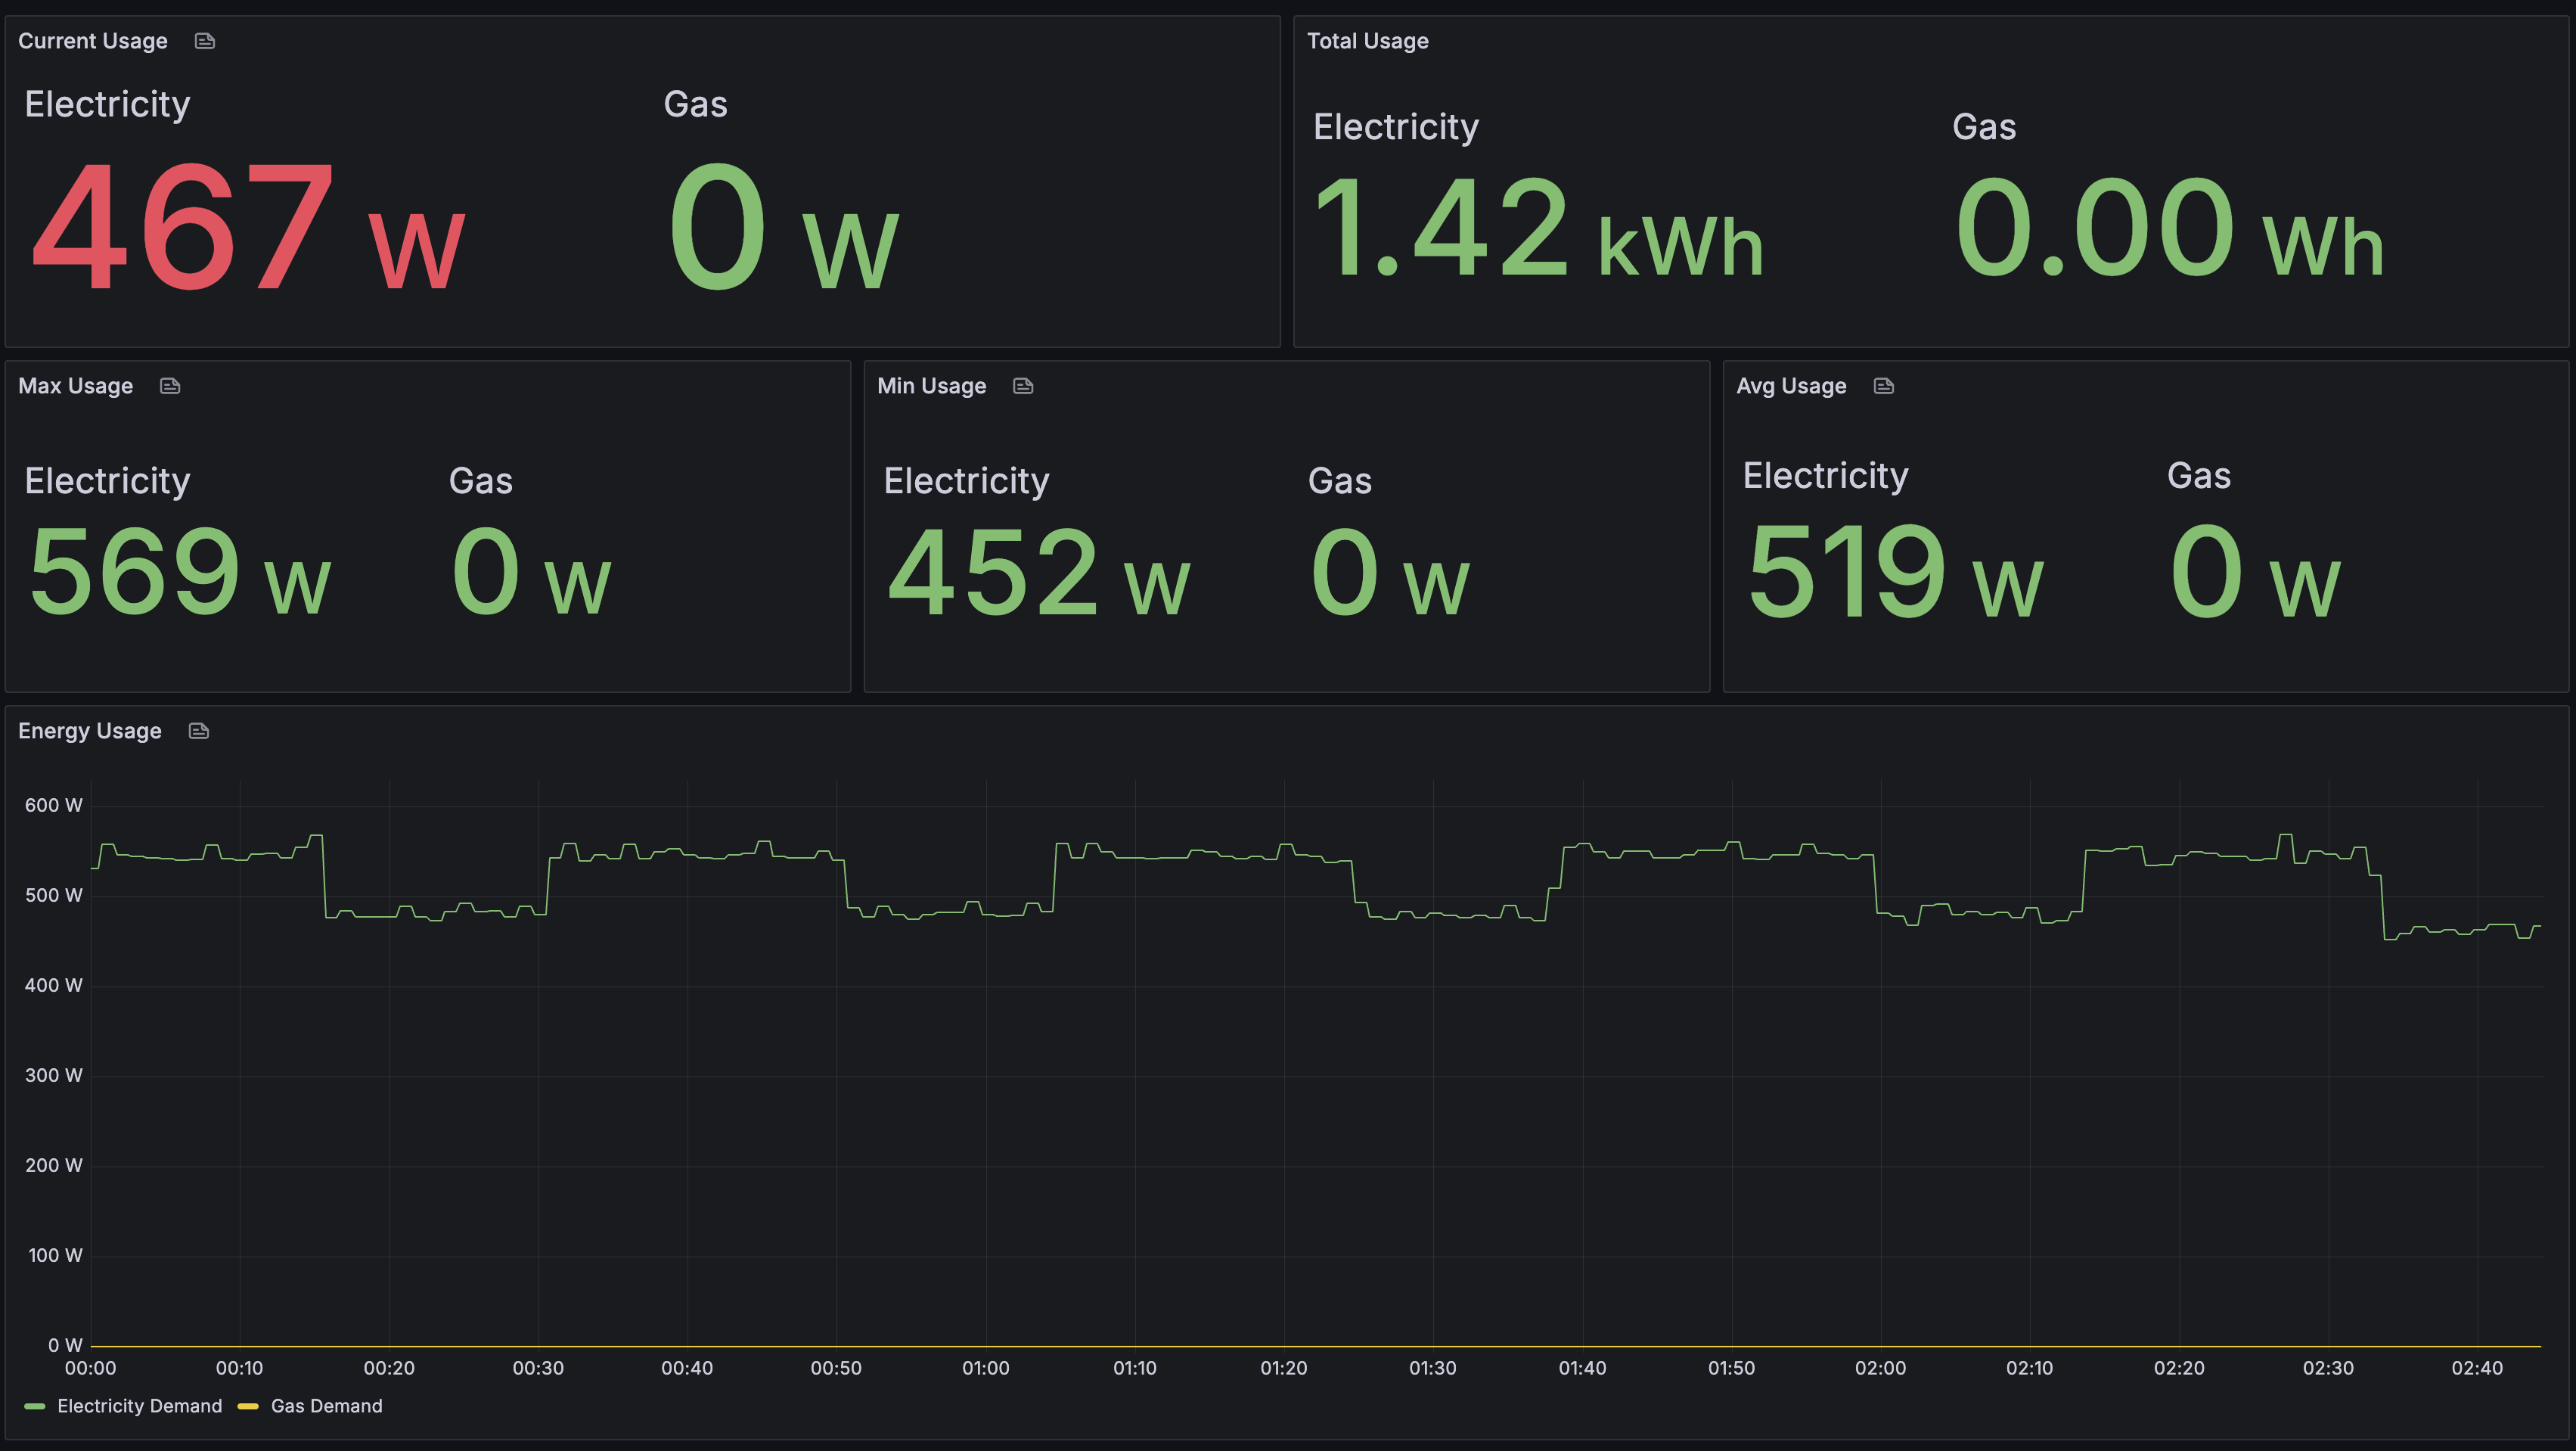 Current Usage
Electricity
467 W
Gas
0 W
Total Usage
Electricity
1.42 kWh
Gas
0.00 Wh
Max Usage
Electricity
569 W
Gas
0 W
Min Usage
Electricity
452 W
Gas
0 W
Avg Usage
Electricity
519 W
Gas
0 W
Energy Usage
600 W
500 W
400 W
300 W
200 W
100 W
0 W
00:00 00:10 00:20 00:30 00:40 00:50 01:00 01:10 01:20 01:30 01:40 01:50 02:00 02:10 02:20 02:30 02:40
Electricity Demand Gas Demand